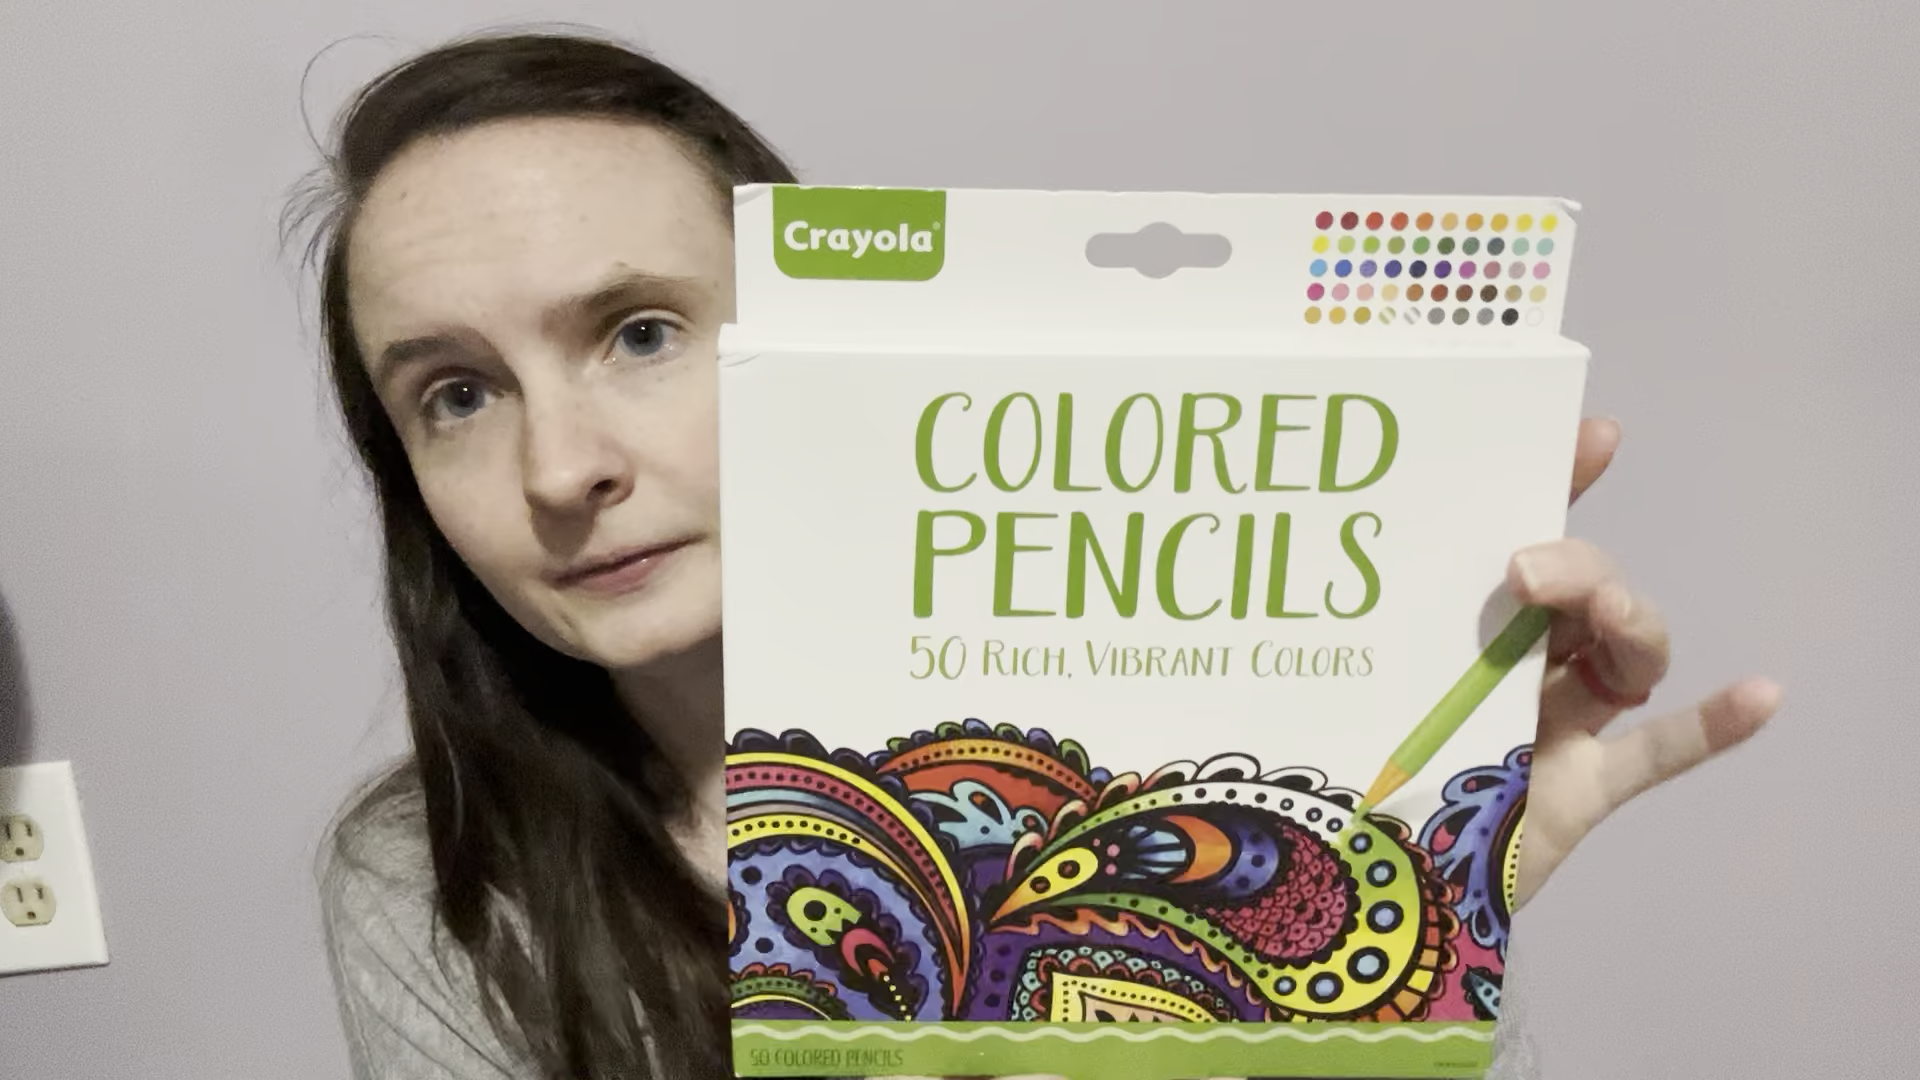 Crayola
COLORED
PENCILS
50 RICH, VIBRANT COLORS
50 COLORED PENCILS